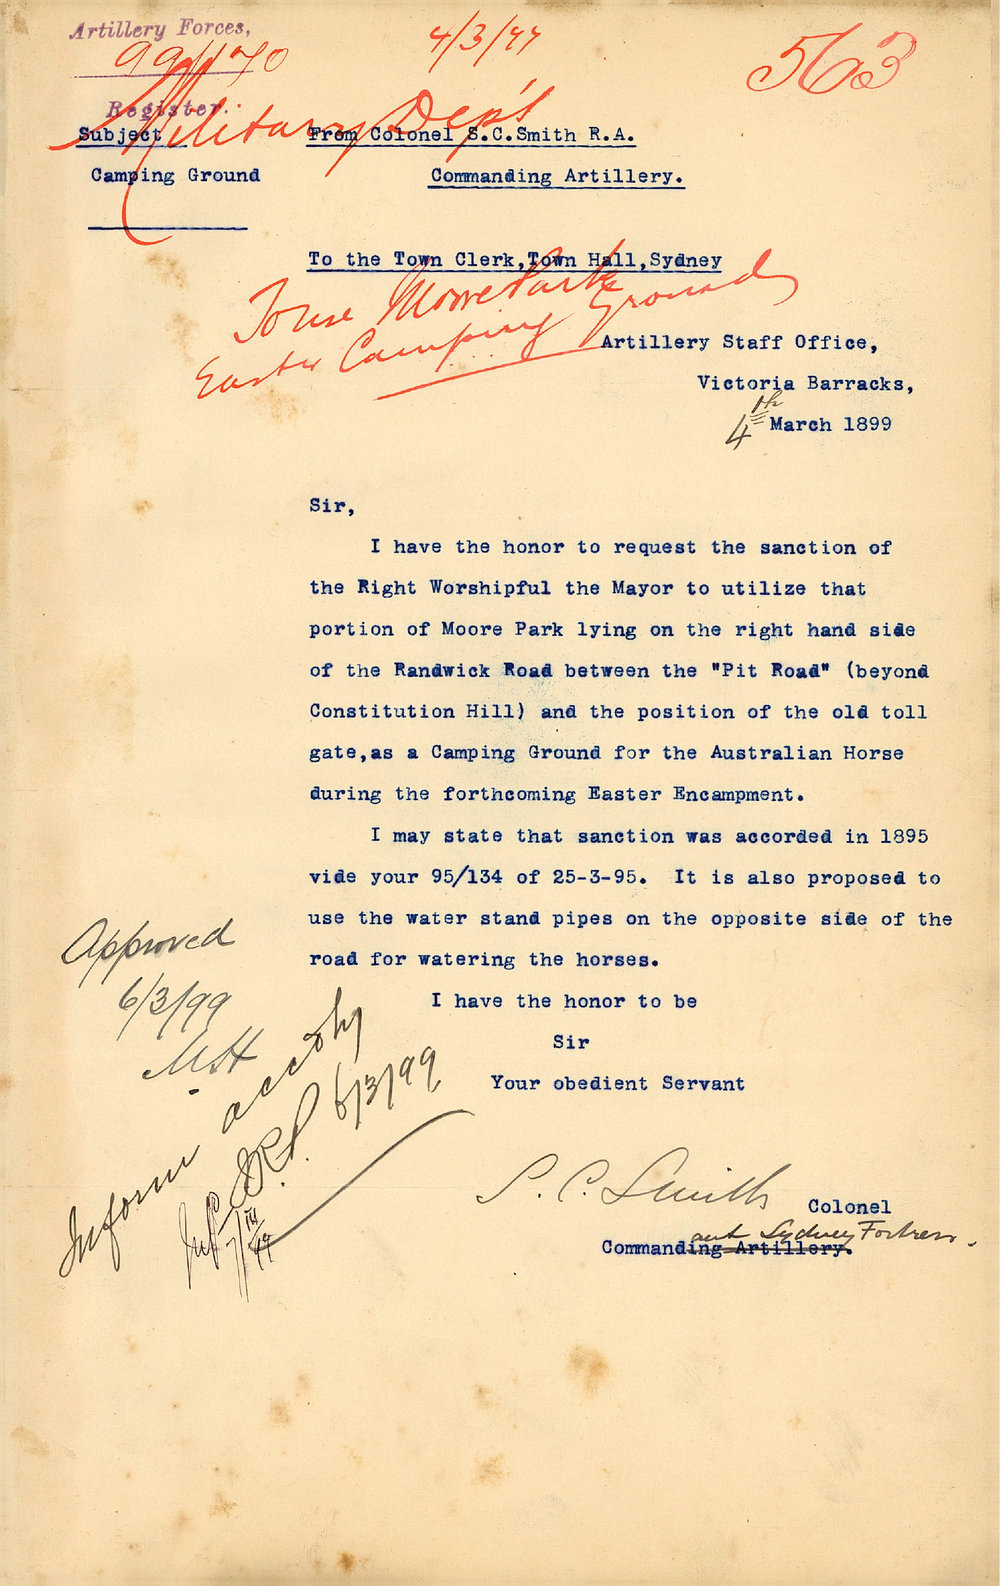 Artillery Forces,
99/170
Register.
4/3/99
563
Military Dep't
Subject
Camping Ground
From Colonel S.C.Smith R.A.
Commanding Artillery.
To the Town Clerk,Town Hall,Sydney
To use Moore Park
Easter Camping Ground
Artillery Staff Office,
Victoria Barracks,
4th March 1899
Sir,
I have the honor to request the sanction of
the Right Worshipful the Mayor to utilize that
portion of Moore Park lying on the right hand side
of the Randwick Road between the "Pit Road" (beyond
Constitution Hill) and the position of the old toll
gate,as a Camping Ground for the Australian Horse
during the forthcoming Easter Encampment.
I may state that sanction was accorded in 1895
vide your 95/134 of 25-3-95. It is also proposed to
use the water stand pipes on the opposite side of the
road for watering the horses.
I have the honor to be
Sir
Your obedient Servant
Approved
6/3/99
MH
Inform accdly
6/3/99
S. C. Smith
Colonel
Commanding Artillery.
Sydney Fortress.